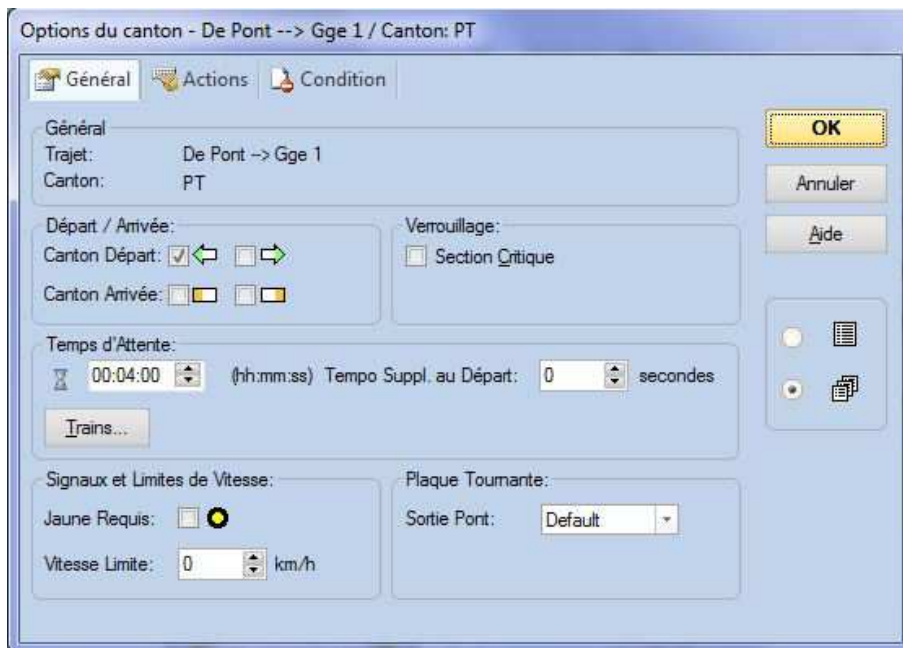 Options du canton - De Pont --> Gge 1 / Canton: PT
Général Actions Condition
Général
Trajet: De Pont --> Gge 1
Canton: PT
OK
Annuler
Aide
Départ / Arrivée:
Canton Départ:
Canton Arrivée:
Verrouillage:
Section Critique
Temps d'Attente:
00:04:00 (hh:mm:ss) Tempo Suppl. au Départ: 0 secondes
Trains...
Signaux et Limites de Vitesse:
Jaune Requis:
Vitesse Limite: 0 km/h
Plaque Tournante:
Sortie Pont: Default